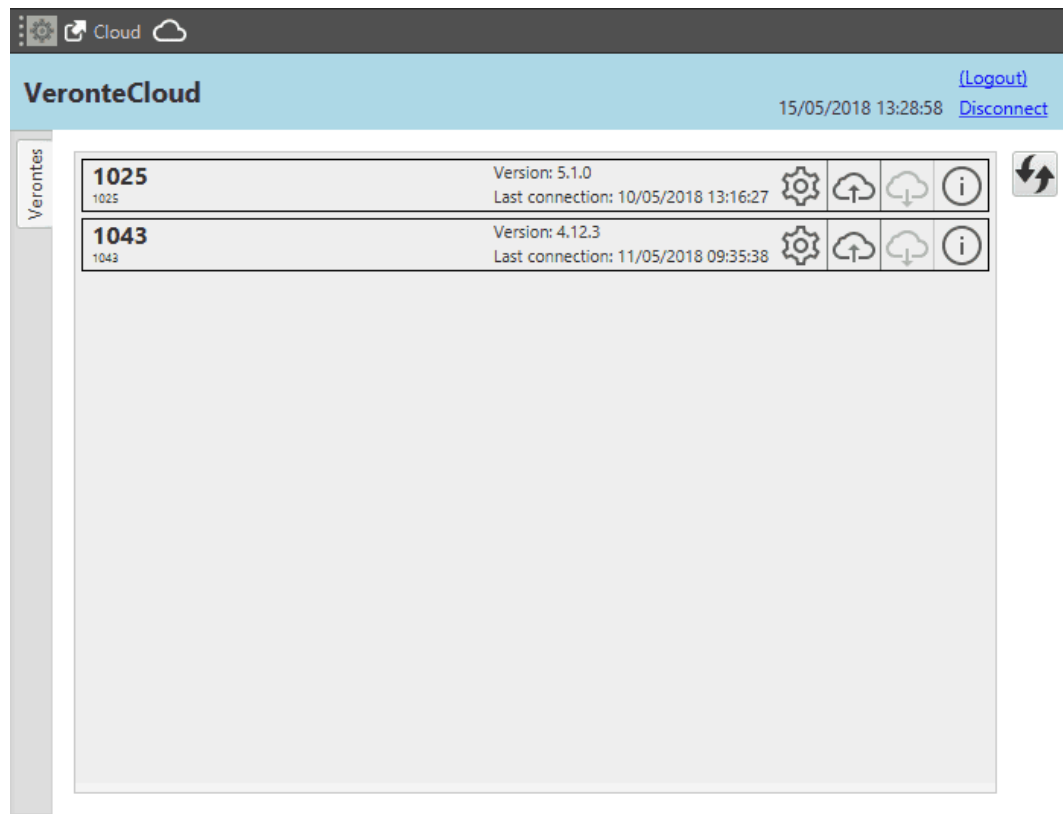 Cloud
VeronteCloud
(Logout)
15/05/2018 13:28:58 Disconnect
Verontes
1025
1025
Version: 5.1.0
Last connection: 10/05/2018 13:16:27
1043
1043
Version: 4.12.3
Last connection: 11/05/2018 09:35:38